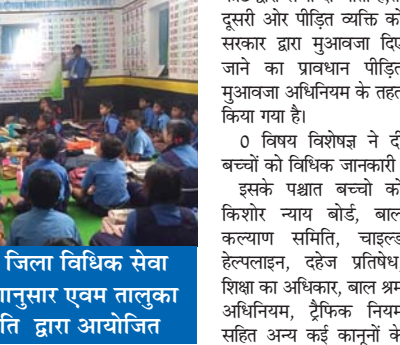 जिला विधिक सेवा
ानुसार एवम तालुका
ति द्वारा आयोजित
दूसरी ओर पीड़ित व्यक्ति को
सरकार द्वारा मुआवजा दिए
जाने का प्रावधान पीड़ित
मुआवजा अधिनियम के तहत
किया गया है।
0 विषय विशेषज्ञ ने दी
बच्चों को विधिक जानकारी
इसके पश्चात बच्चो को
किशोर न्याय बोर्ड, बाल
कल्याण समिति, चाइल्ड
हेल्पलाइन, दहेज प्रतिषेध,
शिक्षा का अधिकार, बाल श्रम
अधिनियम, ट्रैफिक नियम
सहित अन्य कई कानूनों के